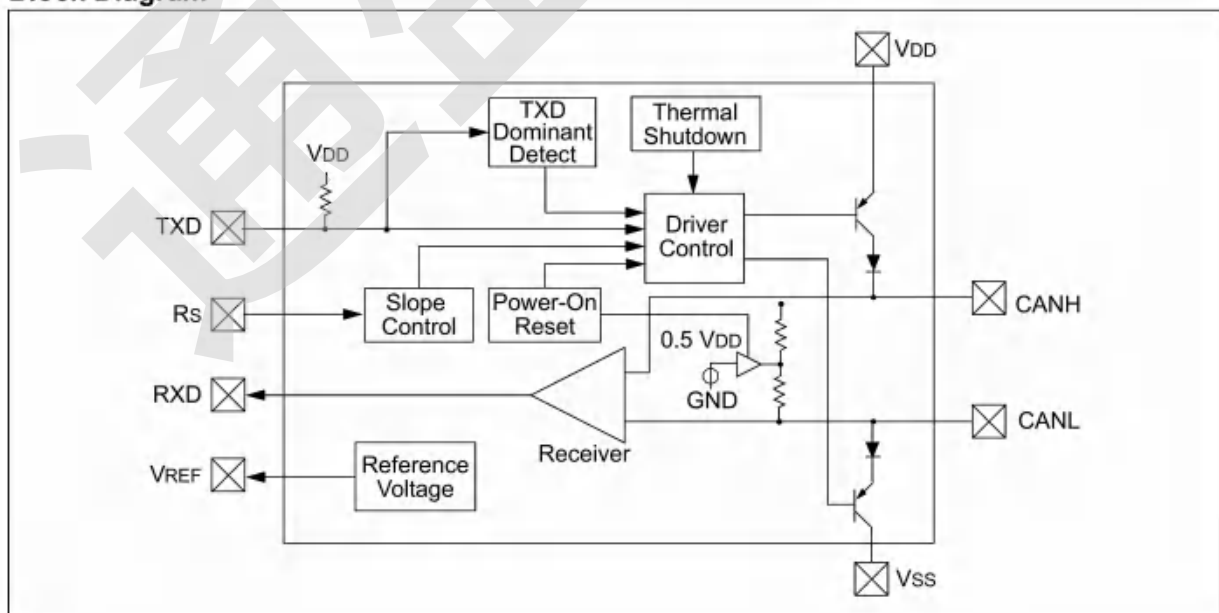 Block Diagram
VDD
TXD
Dominant
Detect
Thermal
Shutdown
VDD
TXD
Driver
Control
Rs
Slope
Control
Power-On
Reset
CANH
0.5 VDD
GND
RXD
CANL
Receiver
VREF
Reference
Voltage
VSS